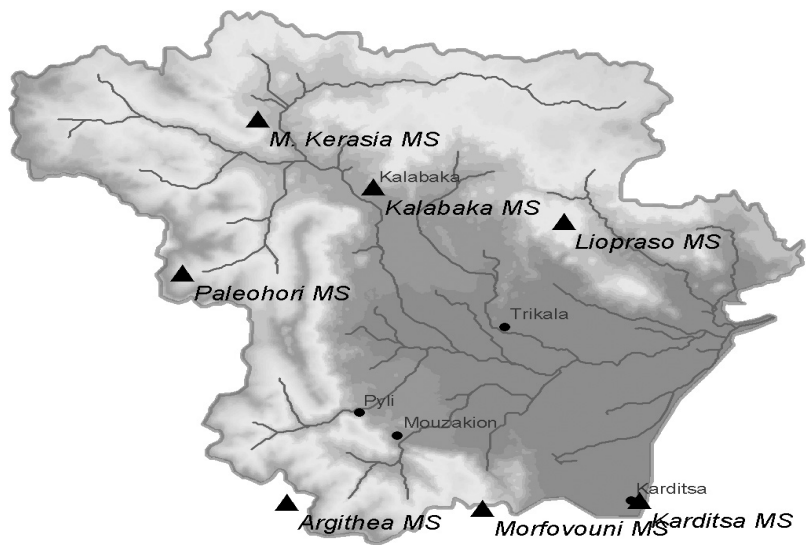 M. Kerasia MS
Kalabaka
Kalabaka MS
Liopraso MS
Paleohori MS
Trikala
Pyli
Mouzakion
Karditsa
Argithea MS
Morfovouni MS
Karditsa MS